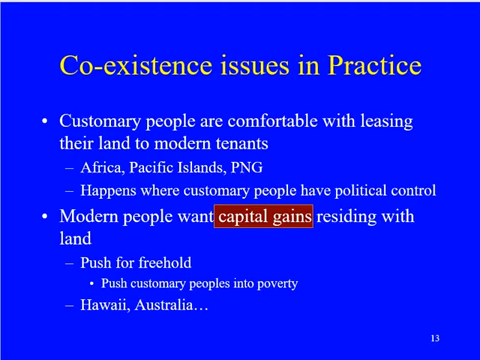 Co-existence issues in Practice
• Customary people are comfortable with leasing
their land to modern tenants
– Africa, Pacific Islands, PNG
– Happens where customary people have political control
• Modern people want capital gains residing with
land
– Push for freehold
• Push customary peoples into poverty
– Hawaii, Australia…
13